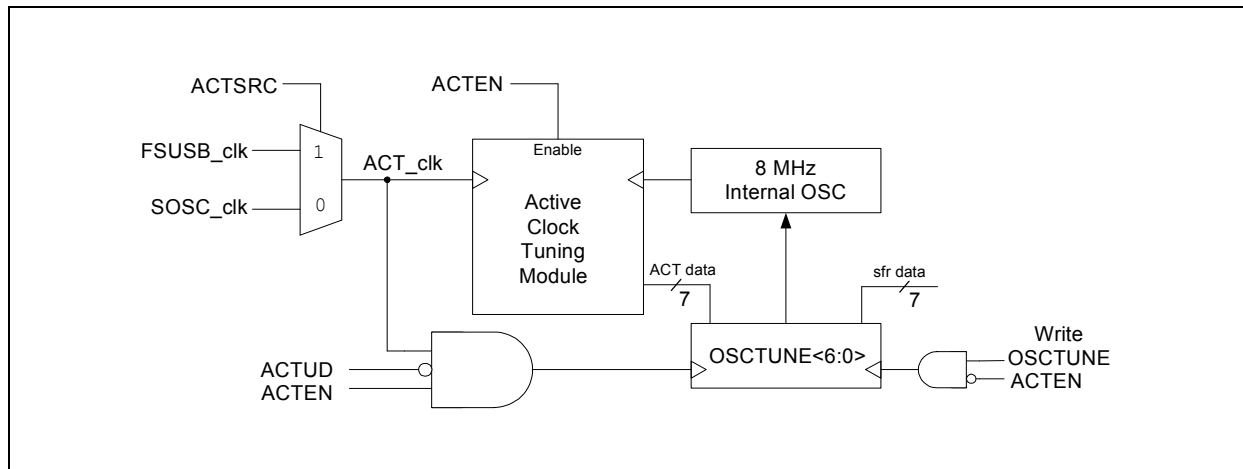 ACTSRC
ACTEN
FSUSB_clk
1
Enable
ACT_clk
8 MHz
Internal OSC
SOSC_clk
0
Active
Clock
Tuning
Module
ACT data
7
sfr data
7
Write
OSCTUNE
ACTEN
OSCTUNE<6:0>
ACTUD
ACTEN